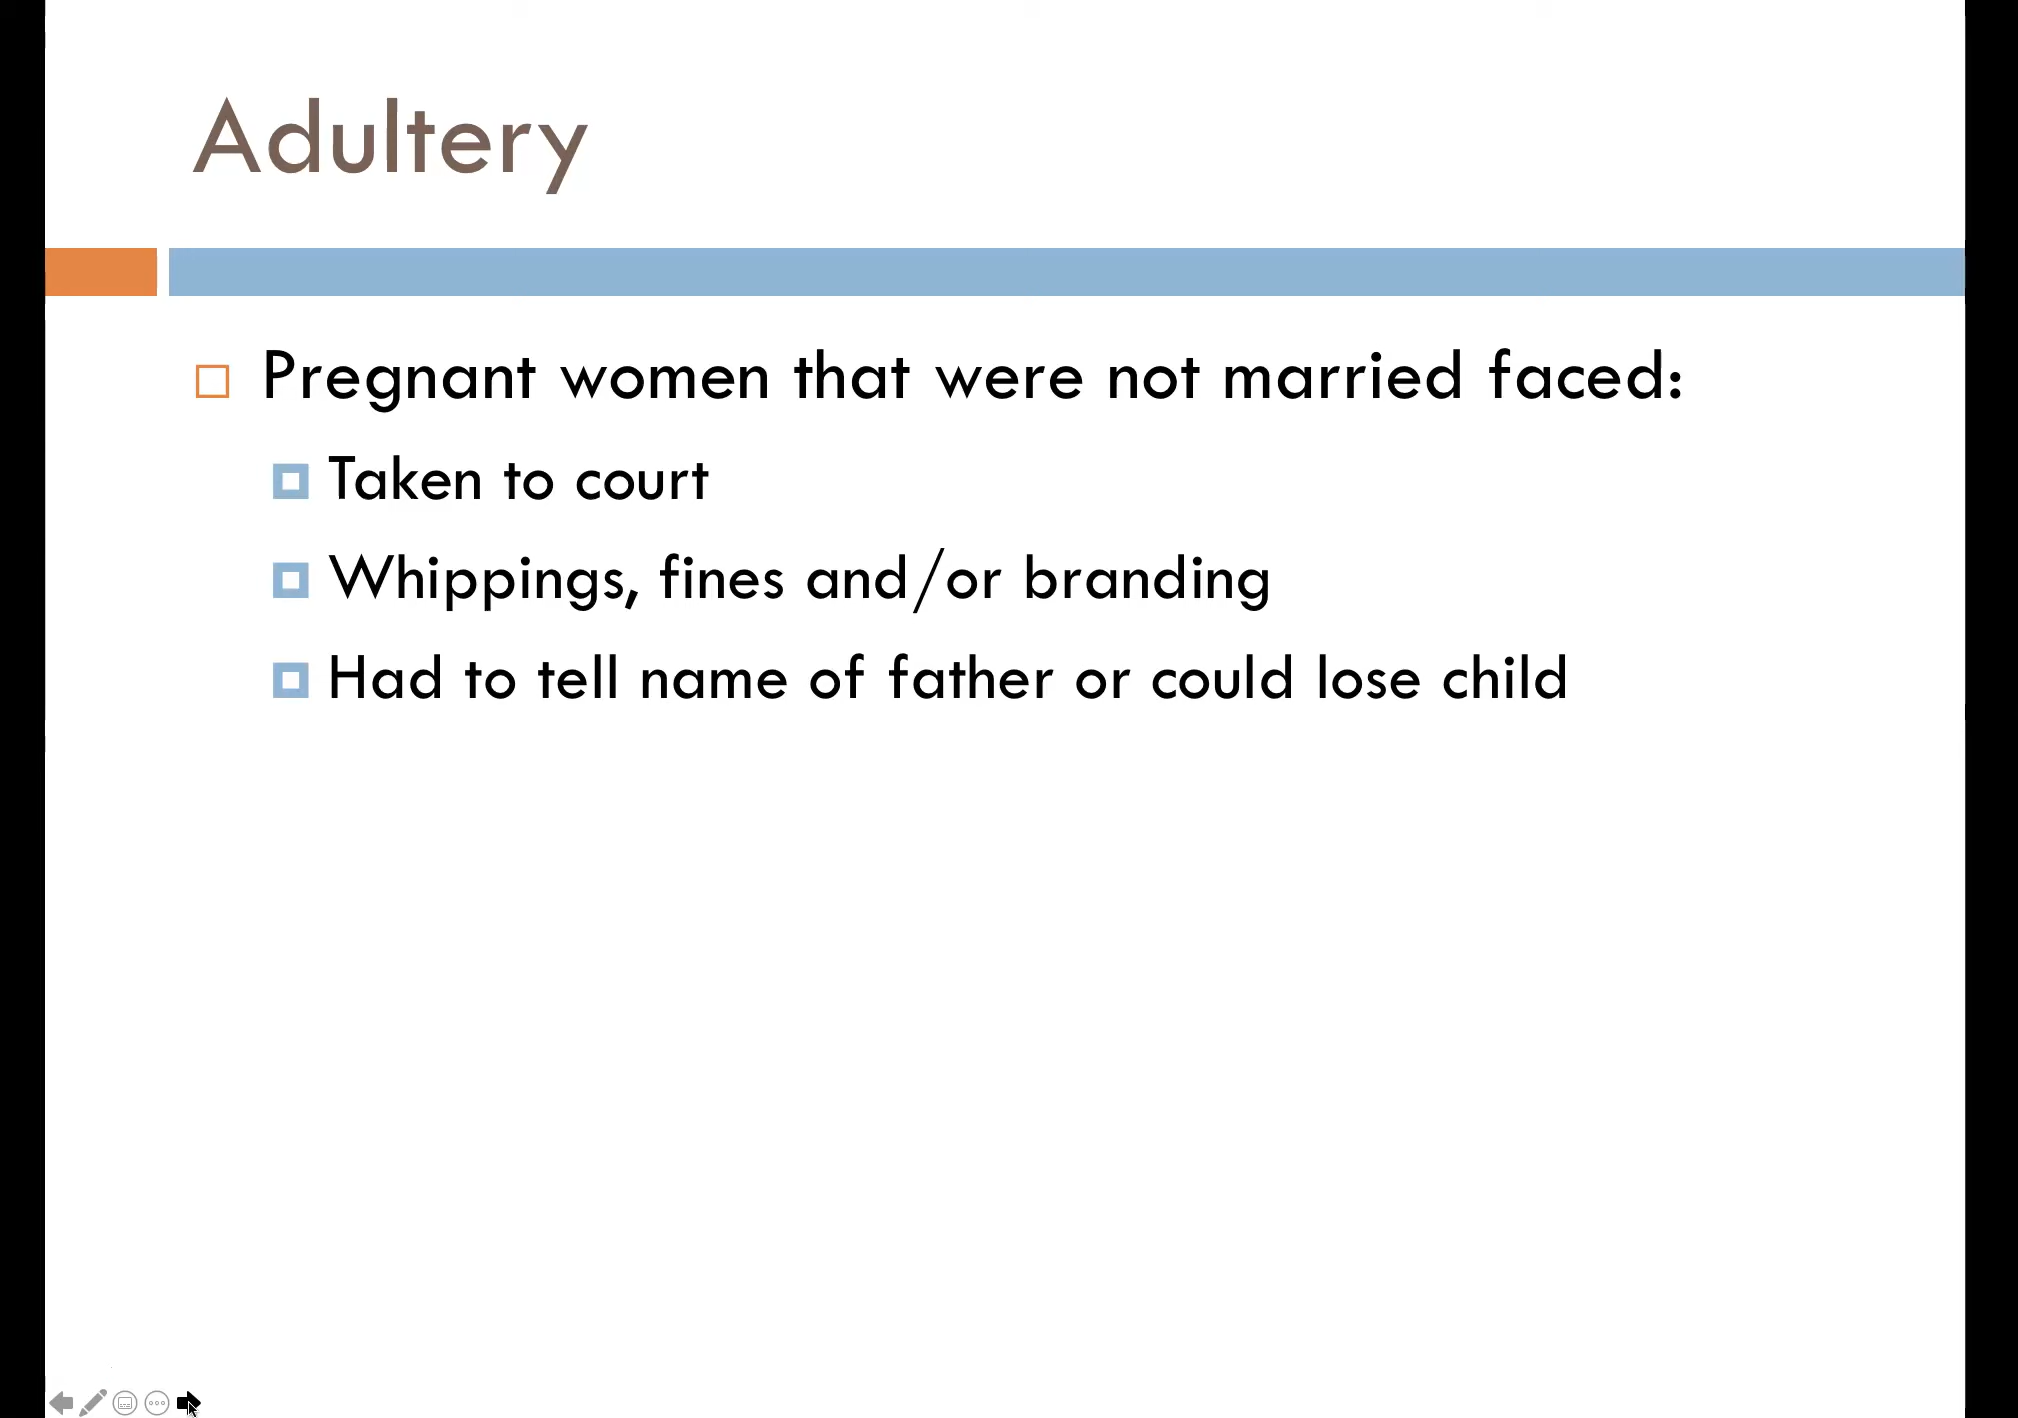 Adultery
Pregnant women that were not married faced:
Taken to court
Whippings, fines and/or branding
Had to tell name of father or could lose child